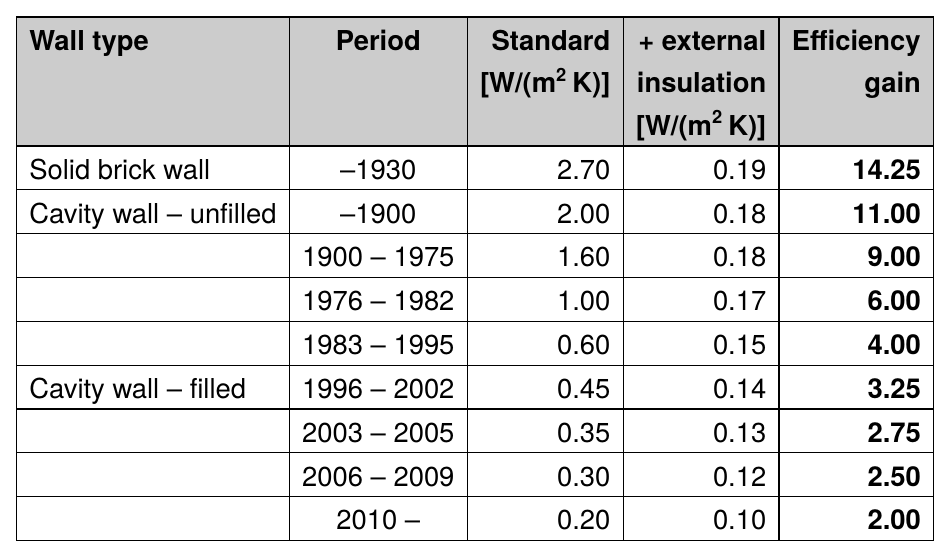 Wall type Period Standard + external Efficiency
[W/(m² K)] insulation gain
[W/(m² K)]
Solid brick wall –1930 2.70 0.19 14.25
Cavity wall – unfilled –1900 2.00 0.18 11.00
1900 – 1975 1.60 0.18 9.00
1976 – 1982 1.00 0.17 6.00
1983 – 1995 0.60 0.15 4.00
Cavity wall – filled 1996 – 2002 0.45 0.14 3.25
2003 – 2005 0.35 0.13 2.75
2006 – 2009 0.30 0.12 2.50
2010 – 0.20 0.10 2.00